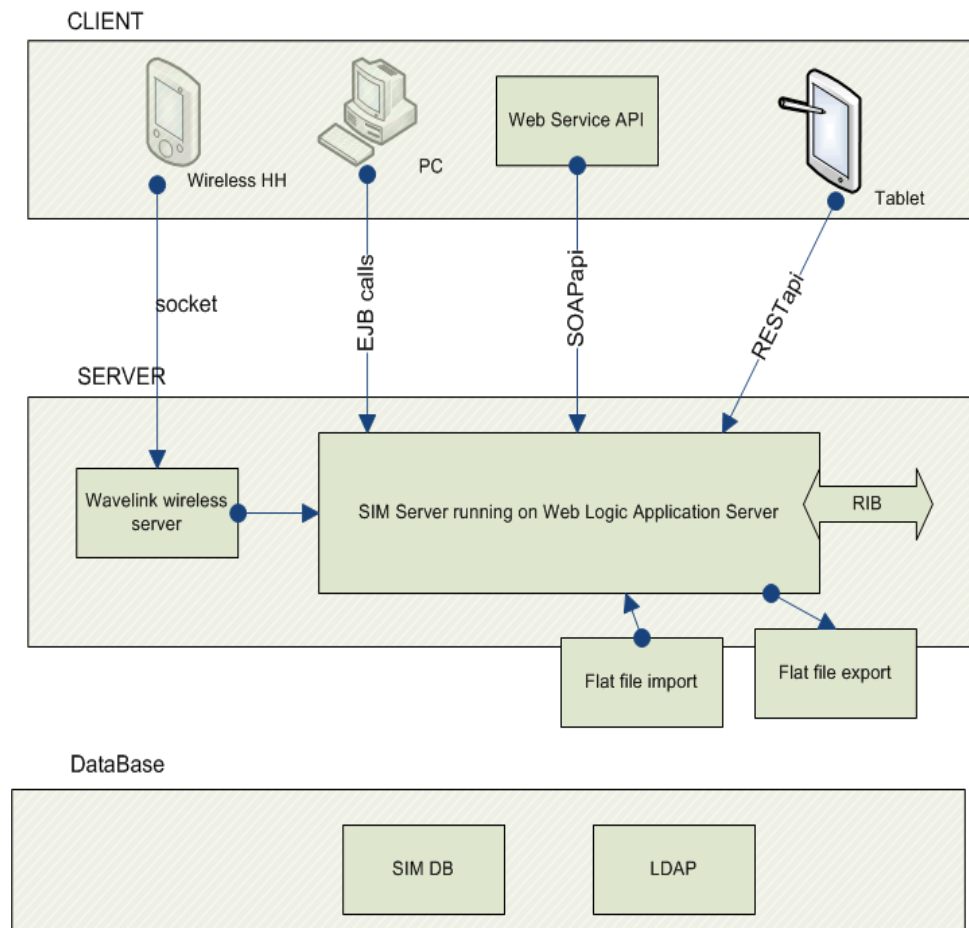 CLIENT
Wireless HH
PC
Web Service API
Tablet
socket
EJB calls
SOAPapi
RESTapi
SERVER
Wavelink wireless
server
SIM Server running on Web Logic Application Server
RIB
Flat file import
Flat file export
DataBase
SIM DB
LDAP